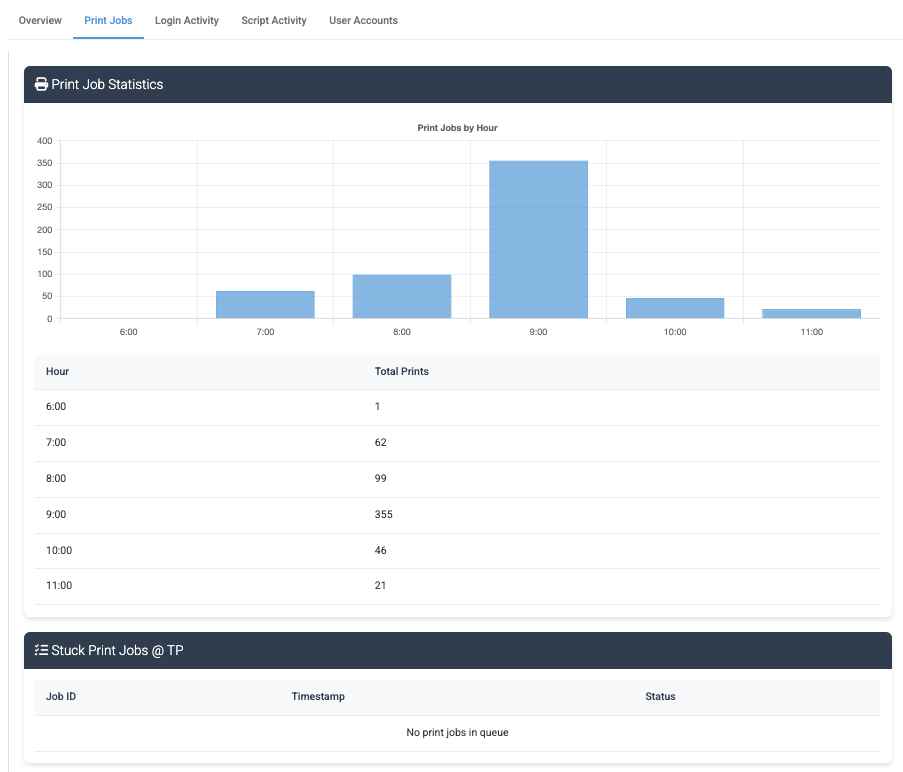 Overview Print Jobs Login Activity Script Activity User Accounts
Print Job Statistics
Print Jobs by Hour
400
350
300
250
200
150
100
50
0
6:00 7:00 8:00 9:00 10:00 11:00
Hour Total Prints
6:00 1
7:00 62
8:00 99
9:00 355
10:00 46
11:00 21
Stuck Print Jobs @ TP
Job ID Timestamp Status
No print jobs in queue